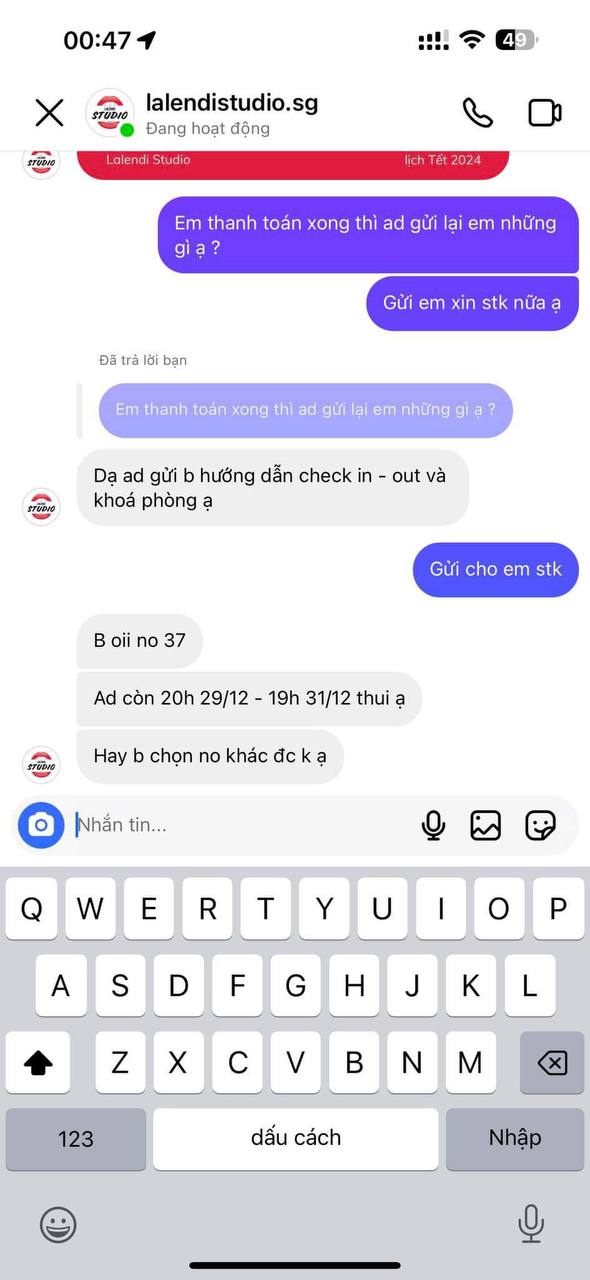 00:47
49
lalendistudio.sg
Đang hoạt động
STUDIO
Lalendi Studio
lịch Tết 2024
STUDIO
Em thanh toán xong thì ad gửi lại em những
gì ạ ?
Gửi em xin stk nữa ạ
Đã trả lời bạn
Em thanh toán xong thì ad gửi lại em những gì ạ ?
Dạ ad gửi b hướng dẫn check in - out và
khoá phòng ạ
STUDIO
Gửi cho em stk
B oii no 37
Ad còn 20h 29/12 - 19h 31/12 thui ạ
Hay b chọn no khác đc k ạ
STUDIO
Nhắn tin...
Q W E R T Y U I O P
A S D F G H J K L
Z X C V B N M
123 dấu cách Nhập